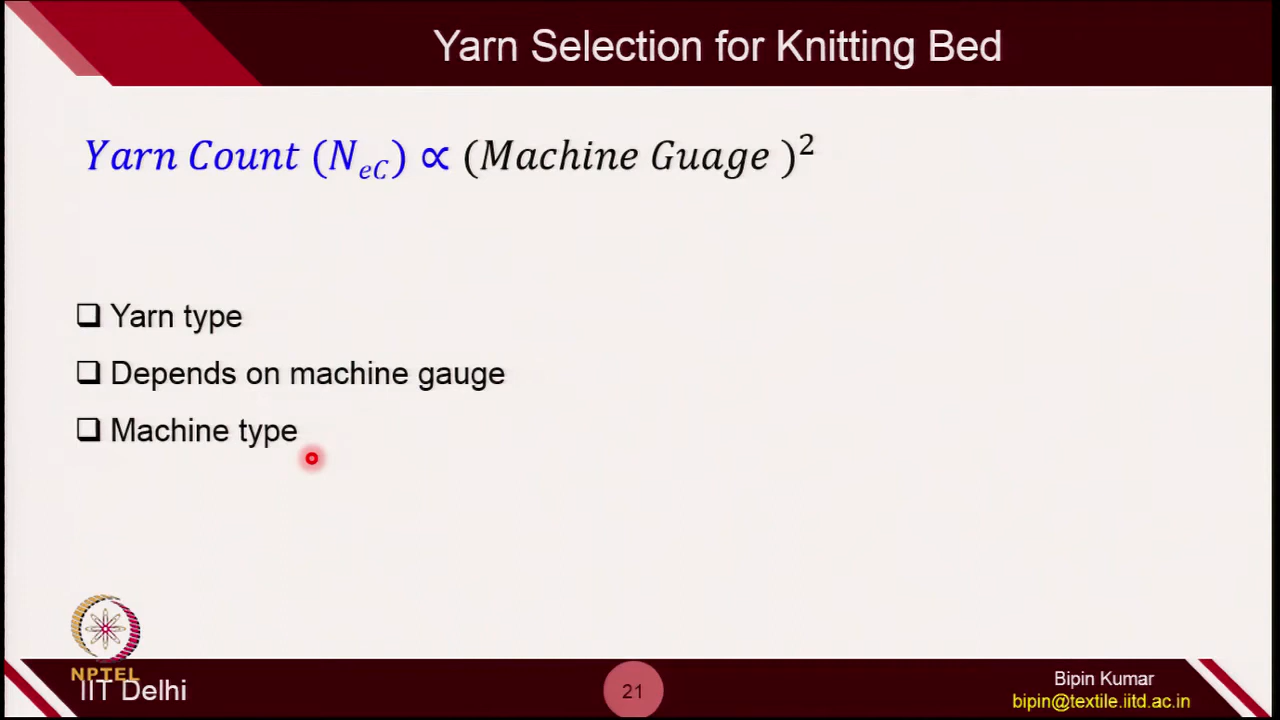 Yarn Selection for Knitting Bed
Yarn Count (N_eC) ∝ (Machine Guage )²
❑ Yarn type
❑ Depends on machine gauge
❑ Machine type
NPTEL
IIT Delhi
21
Bipin Kumar
bipin@textile.iitd.ac.in